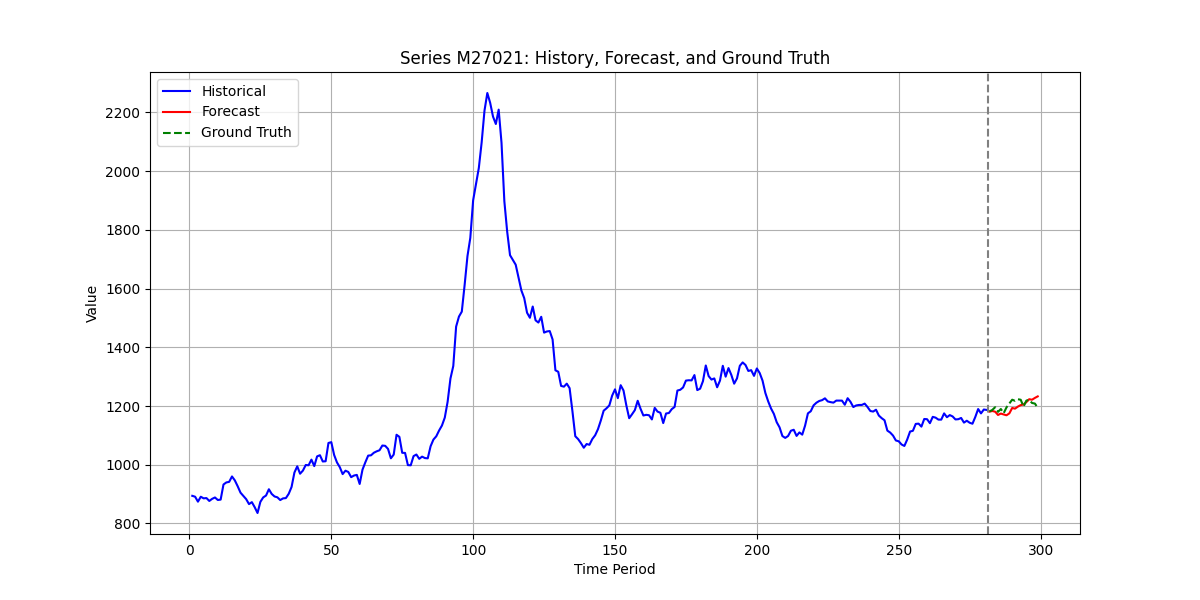 Series M27021: History, Forecast, and Ground Truth
Historical
Forecast
Ground Truth
2200
2000
1800
1600
1400
1200
1000
800
Value
0 50 100 150 200 250 300
Time Period